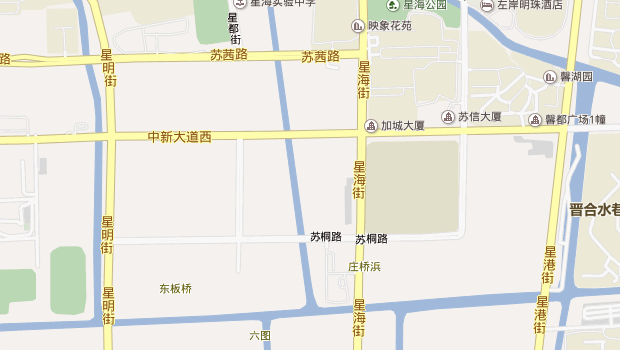 星海实验中学
星海公园
左岸明珠酒店
星都街
映象花苑
路
苏茜路
苏茜路
星明街
星海街
馨湖园
苏信大厦
加城大厦
馨都广场1幢
中新大道西
星海街
晋合水巷
星明街
苏桐路
苏桐路
星港街
庄桥浜
东板桥
星明街
星海街
星港街
六图